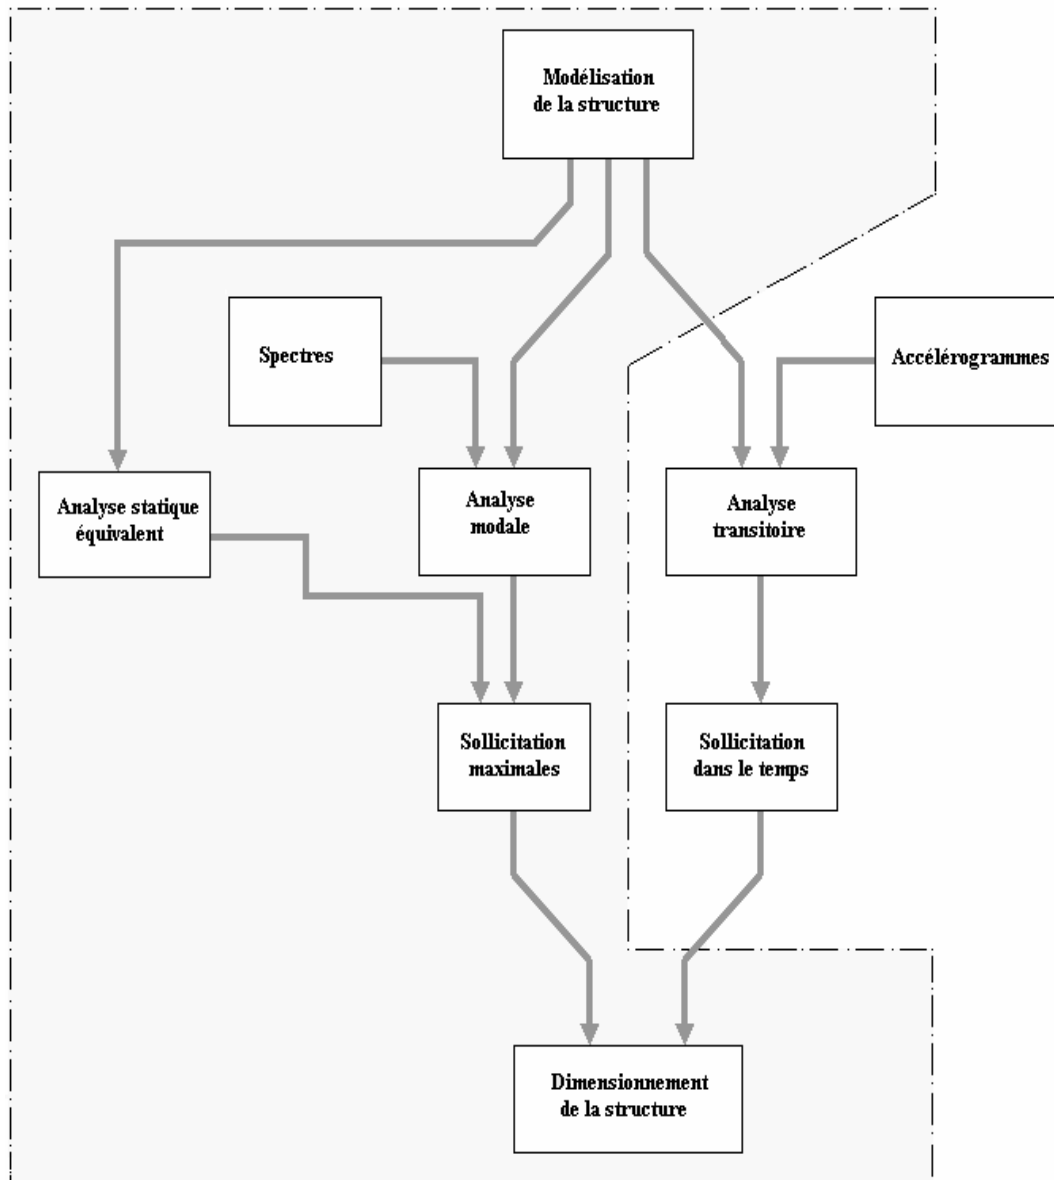 Modélisation
de la structure
Spectres
Accélérogrammes
Analyse statique
équivalent
Analyse
modale
Analyse
transitoire
Sollicitation
maximales
Sollicitation
dans le temps
Dimensionnement
de la structure